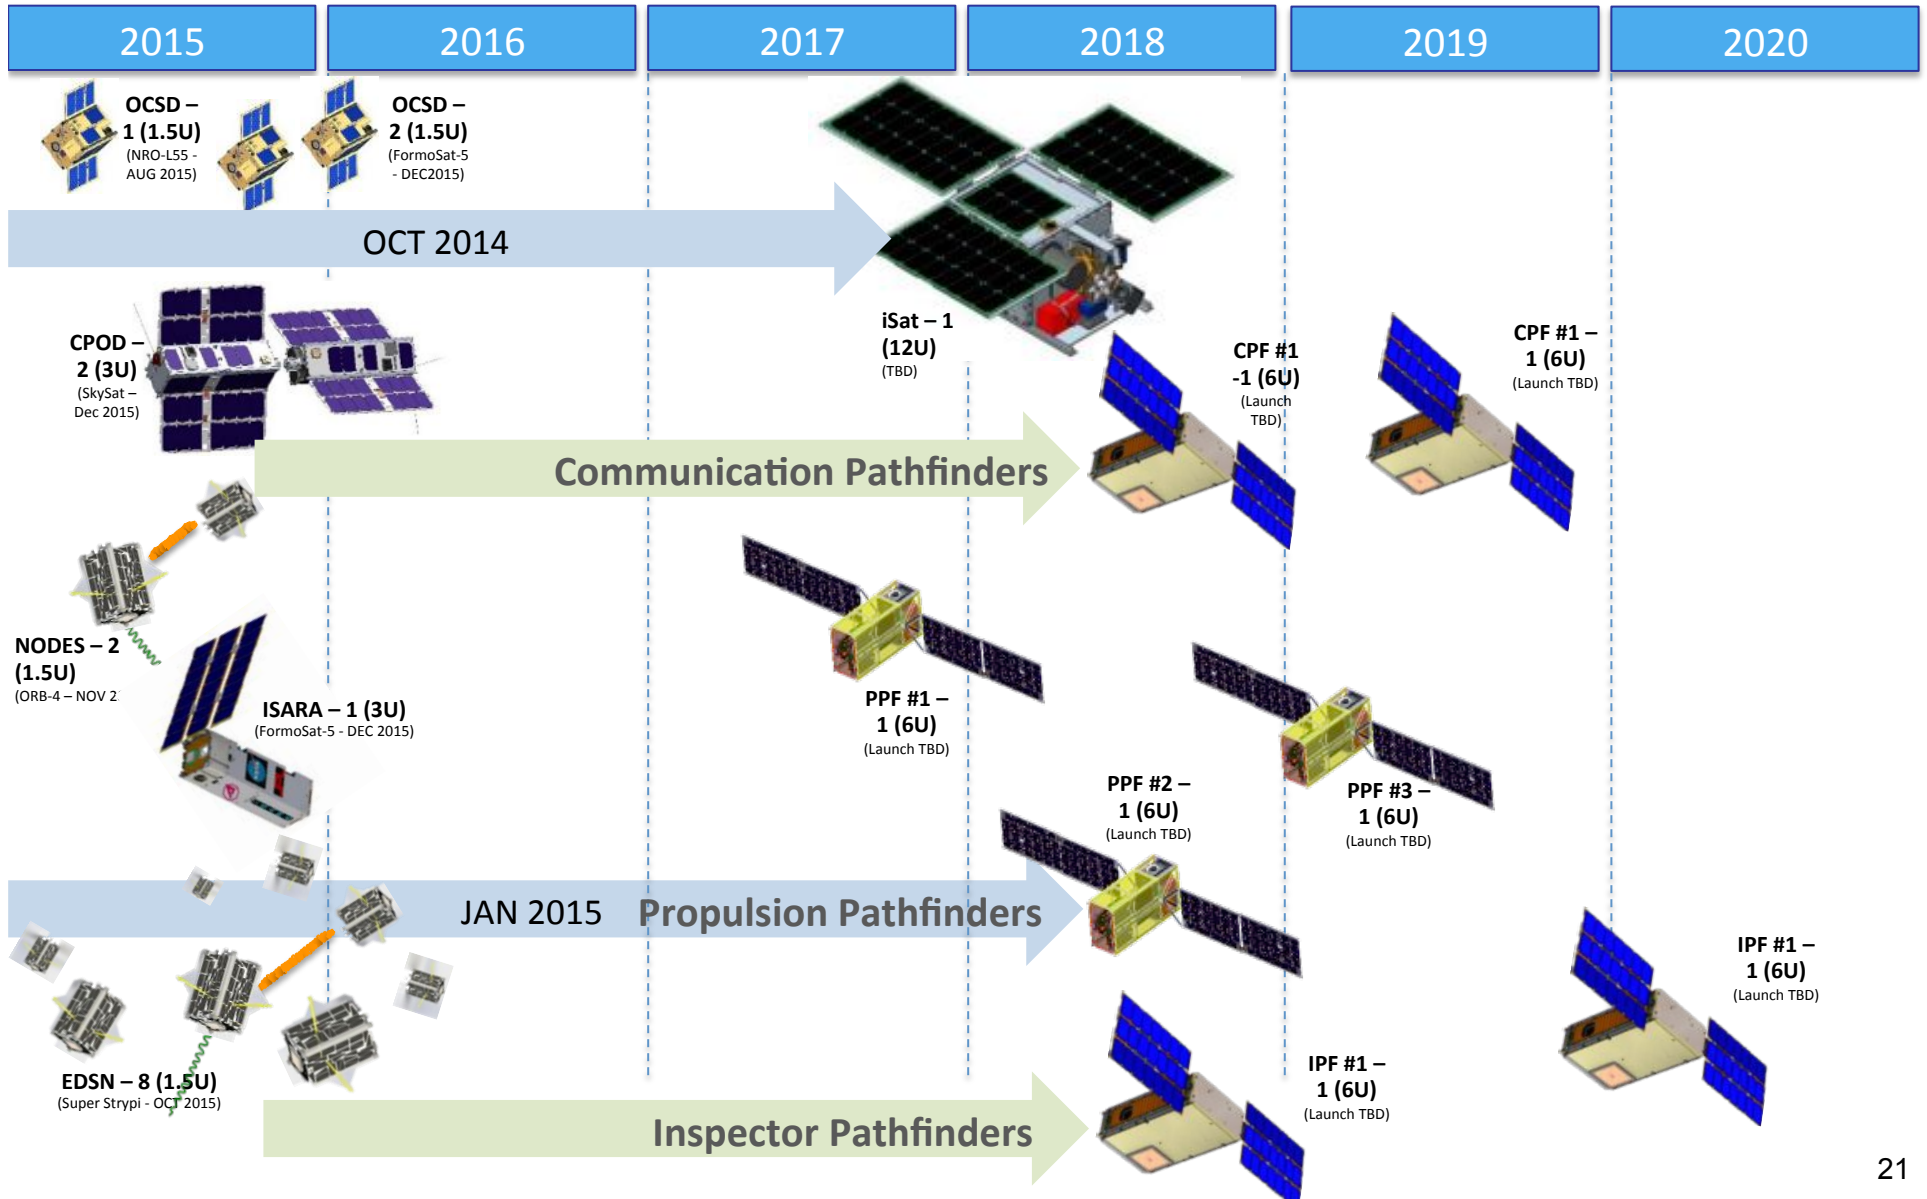 2015
2016
2017
2018
2019
2020
OCSD –
1 (1.5U)
(NRO-L55 -
AUG 2015)
OCSD –
2 (1.5U)
(FormoSat-5
- DEC2015)
OCT 2014
CPOD –
2 (3U)
(SkySat –
Dec 2015)
iSat – 1
(12U)
(TBD)
CPF #1
-1 (6U)
(Launch
TBD)
CPF #1 –
1 (6U)
(Launch TBD)
Communication Pathfinders
NODES – 2
(1.5U)
(ORB-4 – NOV 2
ISARA – 1 (3U)
(FormoSat-5 - DEC 2015)
PPF #1 –
1 (6U)
(Launch TBD)
PPF #2 –
1 (6U)
(Launch TBD)
PPF #3 –
1 (6U)
(Launch TBD)
JAN 2015 Propulsion Pathfinders
IPF #1 –
1 (6U)
(Launch TBD)
EDSN – 8 (1.5U)
(Super Strypi - OCT 2015)
IPF #1 –
1 (6U)
(Launch TBD)
Inspector Pathfinders
21